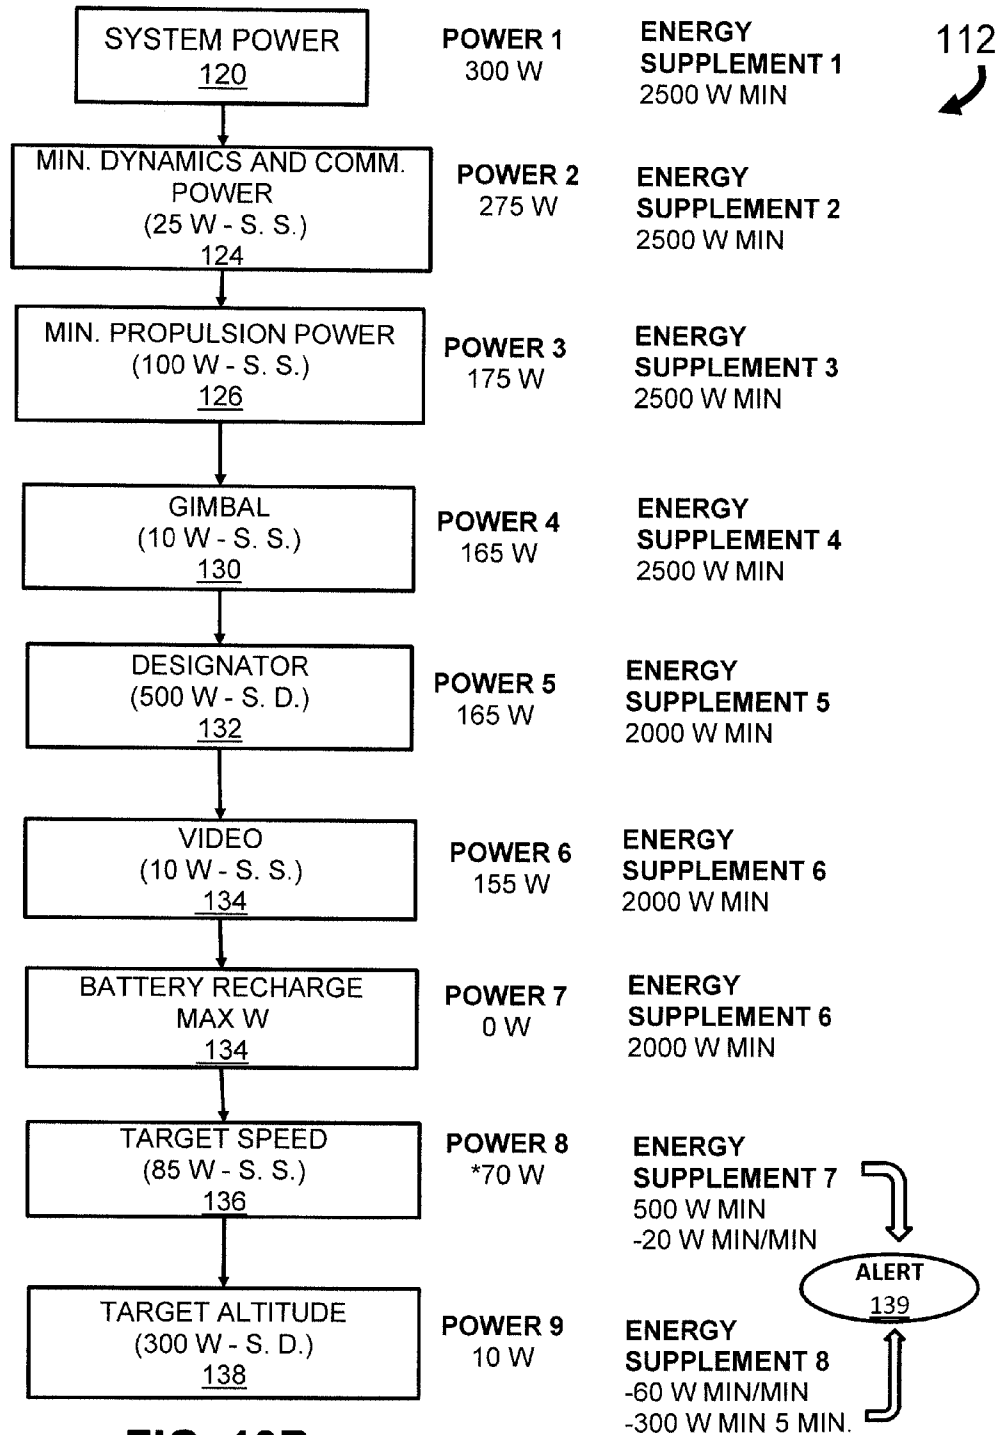 SYSTEM POWER
120
POWER 1
300 W
ENERGY
SUPPLEMENT 1
2500 W MIN
112
MIN. DYNAMICS AND COMM.
POWER
(25 W - S. S.)
124
POWER 2
275 W
ENERGY
SUPPLEMENT 2
2500 W MIN
MIN. PROPULSION POWER
(100 W - S. S.)
126
POWER 3
175 W
ENERGY
SUPPLEMENT 3
2500 W MIN
GIMBAL
(10 W - S. S.)
130
POWER 4
165 W
ENERGY
SUPPLEMENT 4
2500 W MIN
DESIGNATOR
(500 W - S. D.)
132
POWER 5
165 W
ENERGY
SUPPLEMENT 5
2000 W MIN
VIDEO
(10 W - S. S.)
134
POWER 6
155 W
ENERGY
SUPPLEMENT 6
2000 W MIN
BATTERY RECHARGE
MAX W
134
POWER 7
0 W
ENERGY
SUPPLEMENT 6
2000 W MIN
TARGET SPEED
(85 W - S. S.)
136
POWER 8
*70 W
ENERGY
SUPPLEMENT 7
500 W MIN
-20 W MIN/MIN
ALERT
139
TARGET ALTITUDE
(300 W - S. D.)
138
POWER 9
10 W
ENERGY
SUPPLEMENT 8
-60 W MIN/MIN
-300 W MIN 5 MIN.